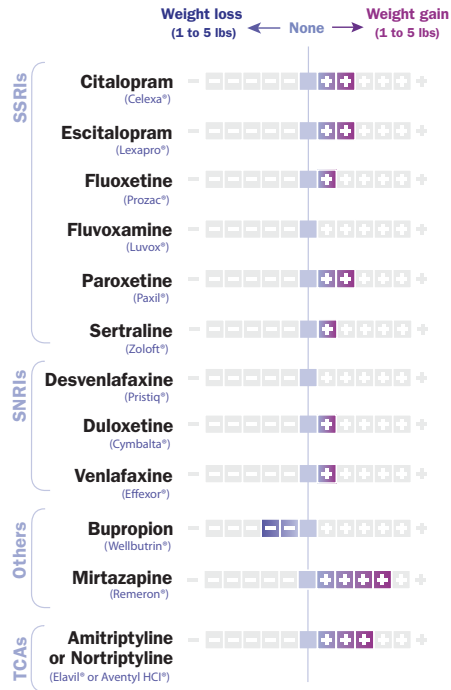 Weight loss
(1 to 5 lbs)
None
Weight gain
(1 to 5 lbs)
SSRIs
Citalopram
(Celexa®)
Escitalopram
(Lexapro®)
Fluoxetine
(Prozac®)
Fluvoxamine
(Luvox®)
Paroxetine
(Paxil®)
Sertraline
(Zoloft®)
SNRIs
Desvenlafaxine
(Pristiq®)
Duloxetine
(Cymbalta®)
Venlafaxine
(Effexor®)
Others
Bupropion
(Wellbutrin®)
Mirtazapine
(Remeron®)
TCAs
Amitriptyline
or Nortriptyline
(Elavil® or Aventyl HCl®)